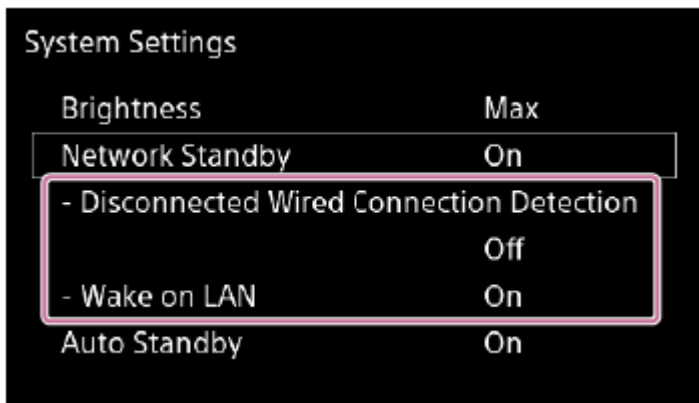 System Settings
Brightness Max
Network Standby On
- Disconnected Wired Connection Detection
Off
- Wake on LAN On
Auto Standby On